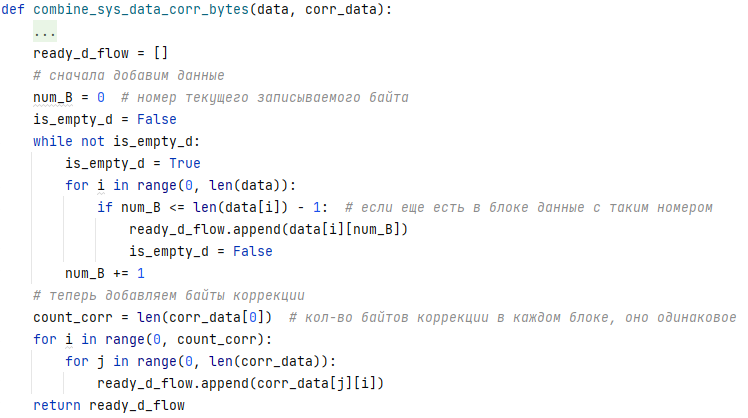 def combine_sys_data_corr_bytes(data, corr_data):
    ...
    ready_d_flow = []
    # сначала добавим данные
    num_B = 0  # номер текущего записываемого байта
    is_empty_d = False
    while not is_empty_d:
        is_empty_d = True
        for i in range(0, len(data)):
            if num_B <= len(data[i]) - 1:  # если еще есть в блоке данные с таким номером
                ready_d_flow.append(data[i][num_B])
                is_empty_d = False
        num_B += 1
    # теперь добавляем байты коррекции
    count_corr = len(corr_data[0])  # кол-во байтов коррекции в каждом блоке, оно одинаковое
    for i in range(0, count_corr):
        for j in range(0, len(corr_data)):
            ready_d_flow.append(corr_data[j][i])
    return ready_d_flow